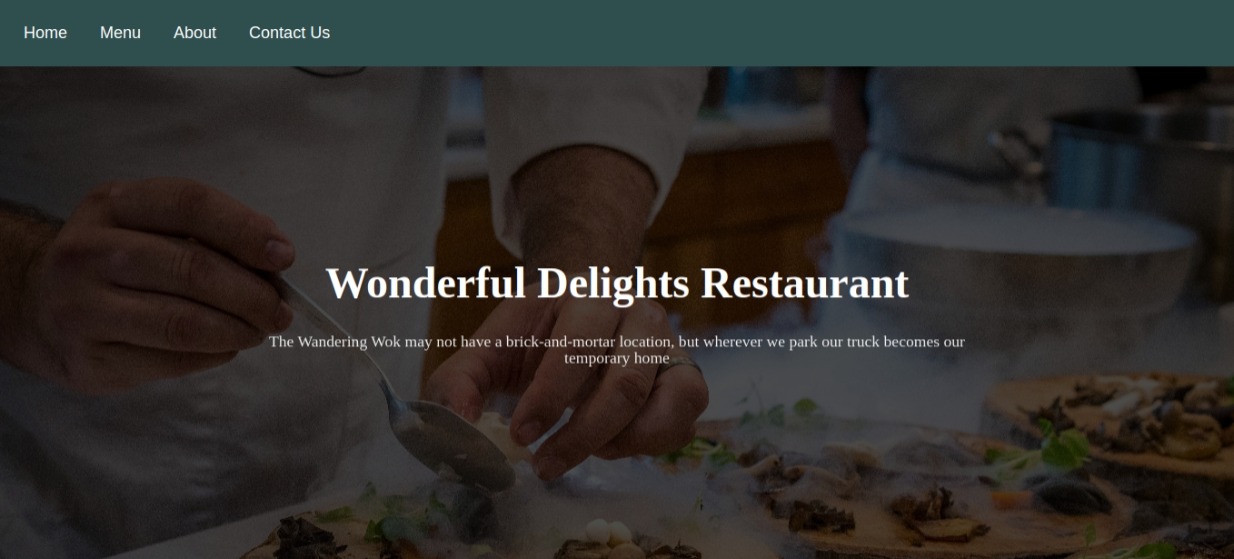 Home Menu About Contact Us
Wonderful Delights Restaurant
The Wandering Wok may not have a brick-and-mortar location, but wherever we park our truck becomes our
temporary home